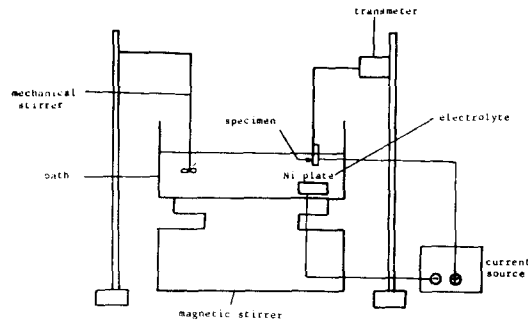 transmeter
mechanical
stirrer
specimen
electrolyte
bath
Ni plate
current
source
magnetic stirrer